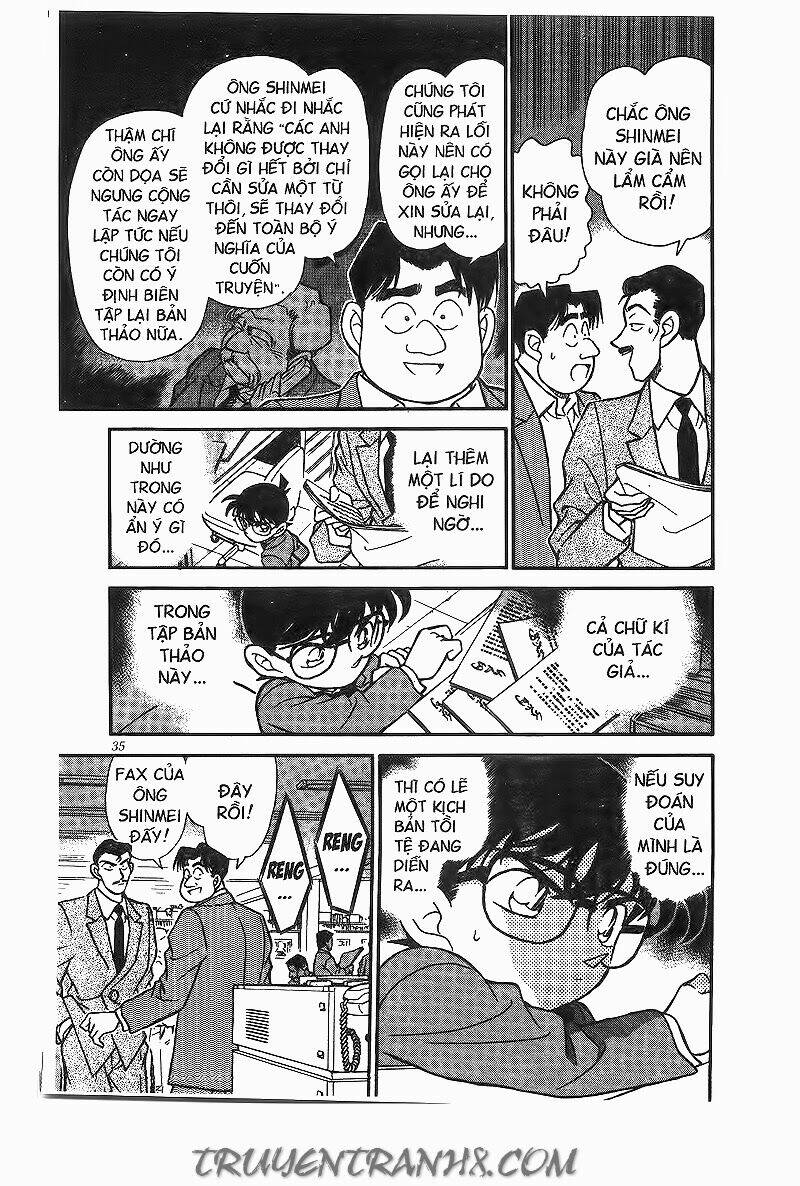 CHẮC ÔNG
SHINMEI
NÀY GIÀ NÊN
LẨM CẨM
RỒI!
KHÔNG
PHẢI
ĐÂU!
CHÚNG TÔI
CŨNG PHÁT
HIỆN RA LỖI
NÀY NÊN CÓ
GỌI LẠI CHO
ÔNG ẤY ĐỂ
XIN SỬA LẠI,
NHƯNG...
ÔNG SHINMEI
CỨ NHẮC ĐI NHẮC
LẠI RẰNG "CÁC ANH
KHÔNG ĐƯỢC THAY
ĐỔI GÌ HẾT BỞI CHỈ
CẦN SỬA MỘT TỪ
THÔI, SẼ THAY ĐỔI
ĐẾN TOÀN BỘ Ý
NGHĨA CỦA
CUỐN
TRUYỆN".
THẬM CHÍ
ÔNG ẤY
CÒN DỌA SẼ
NGƯNG CỘNG
TÁC NGAY
LẬP TỨC NẾU
CHÚNG TÔI
CÒN CÓ Ý
ĐỊNH BIÊN
TẬP LẠI BẢN
THẢO NỮA.
LẠI THÊM
MỘT LÍ DO
ĐỂ NGHI
NGỜ...
DƯỜNG
NHƯ
TRONG
NÀY CÓ
ẨN Ý GÌ
ĐÓ...
CẢ CHỮ KÍ
CỦA TÁC
GIẢ...
TRONG
TẬP BẢN
THẢO
NÀY...
35
NẾU SUY
ĐOÁN
CỦA
MÌNH LÀ
ĐÚNG...
THÌ CÓ LẼ
MỘT KỊCH
BẢN TỒI
TỆ ĐANG
DIỄN
RA...
RENG
...
RENG
...
ĐÂY
RỒI!
FAX CỦA
ÔNG
SHINMEI
ĐẤY!
TRUYENTRANH8.COM